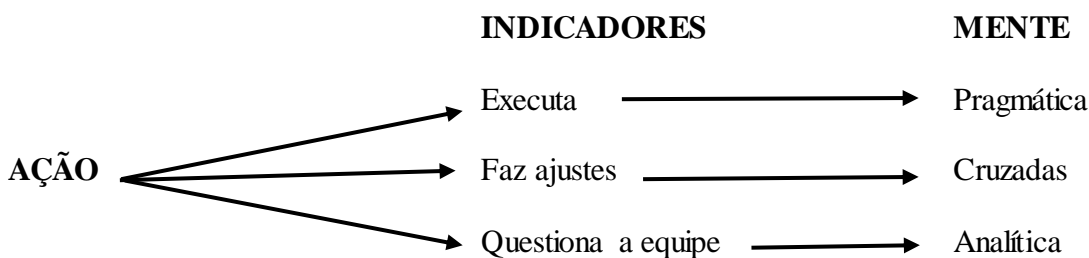 INDICADORES MENTE
Executa Pragmática
AÇÃO Faz ajustes Cruzadas
Questiona a equipe Analítica